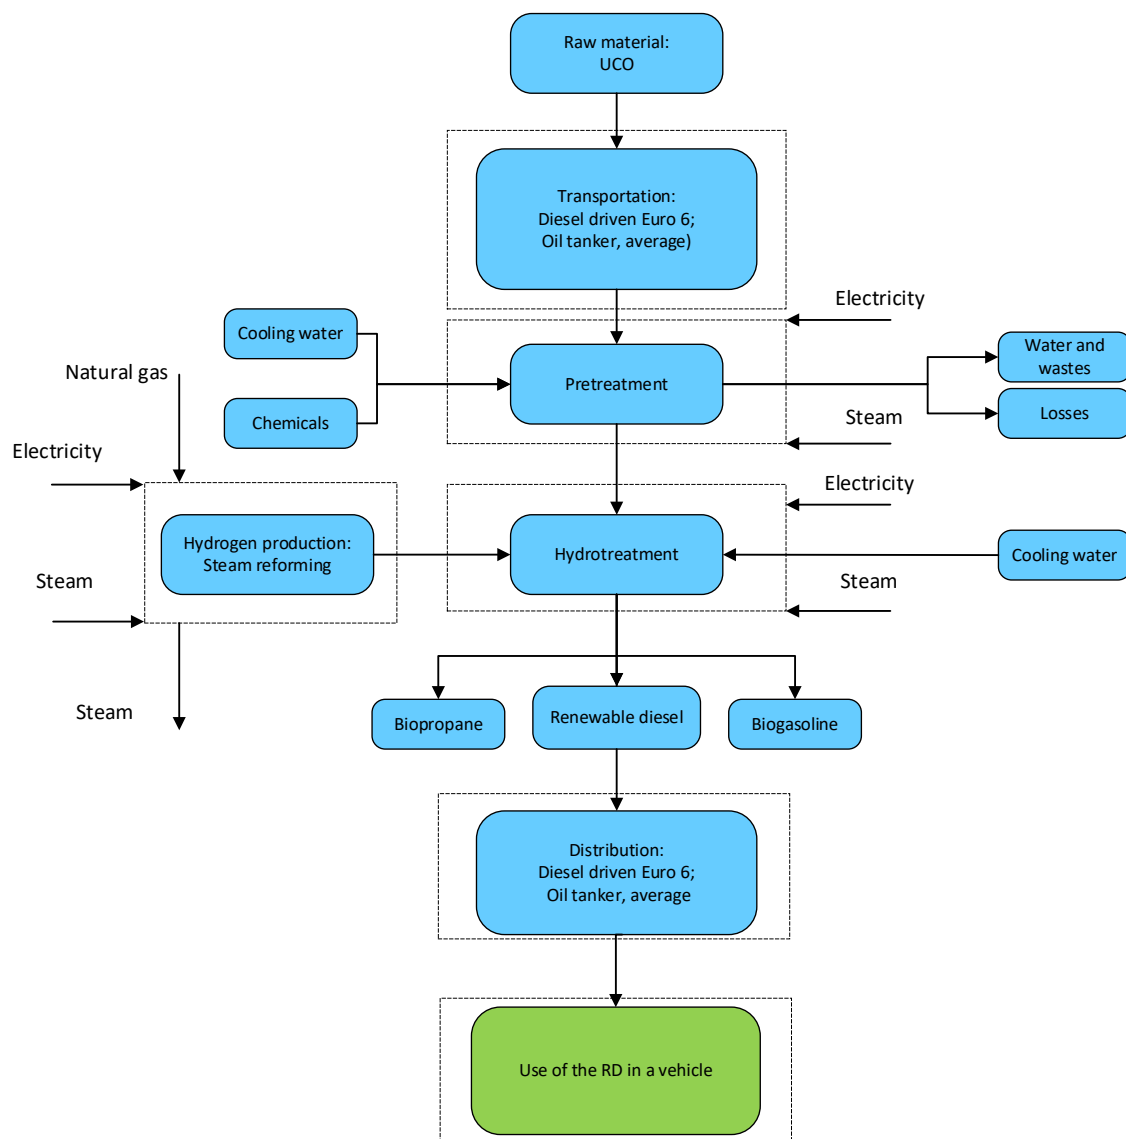 Raw material:
UCO
Transportation:
Diesel driven Euro 6;
Oil tanker, average)
Electricity
Cooling water
Water and
wastes
Natural gas
Pretreatment
Chemicals
Losses
Steam
Electricity
Electricity
Hydrogen production:
Steam reforming
Hydrotreatment
Cooling water
Steam
Steam
Steam
Biopropane
Renewable diesel
Biogasoline
Distribution:
Diesel driven Euro 6;
Oil tanker, average
Use of the RD in a vehicle